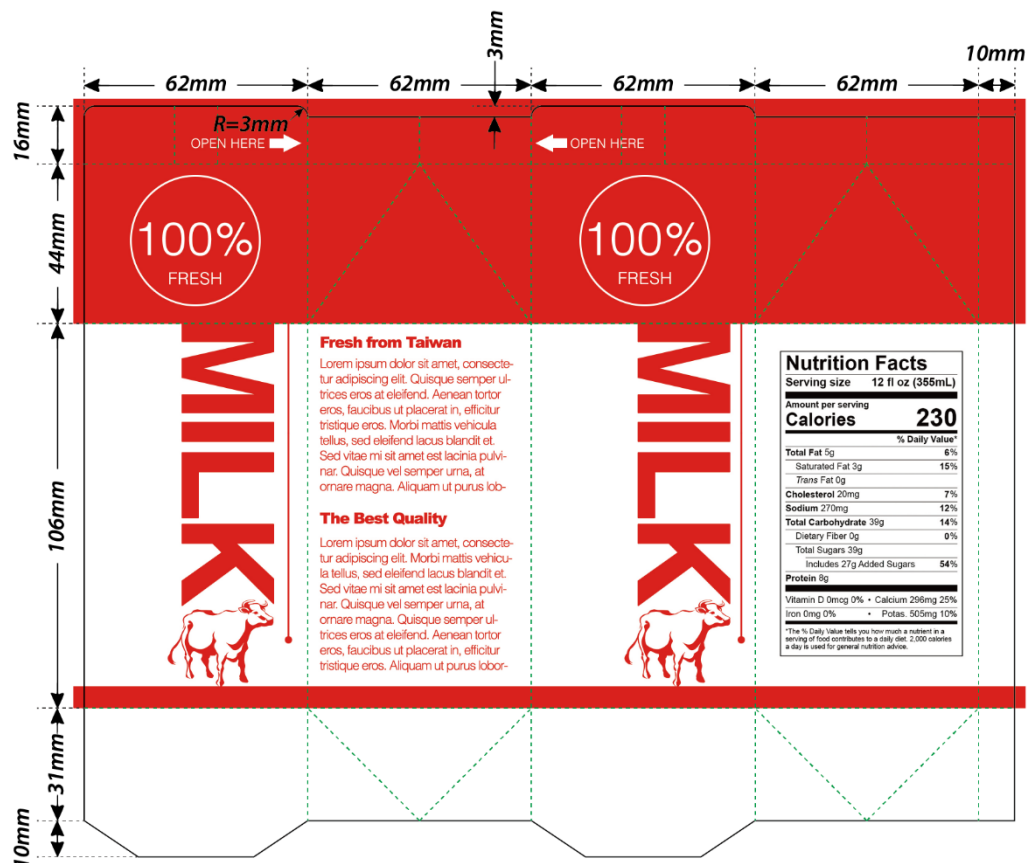 3mm
10mm
62mm
62mm
62mm
62mm
16mm
R=3mm
OPEN HERE
OPEN HERE
44mm
100%
FRESH
100%
FRESH
106mm
MILK
Fresh from Taiwan
Lorem ipsum dolor sit amet, consecte-
tur adipiscing elit. Quisque semper ul-
trices eros at eleifend. Aenean tortor
eros, faucibus ut placerat in, efficitur
tristique eros. Morbi mattis vehicula
tellus, sed eleifend lacus blandit et.
Sed vitae mi sit amet est lacinia pulvi-
nar. Quisque vel semper urna, at
ornare magna. Aliquam ut purus lob-
The Best Quality
Lorem ipsum dolor sit amet, consecte-
tur adipiscing elit. Morbi mattis vehicu-
la tellus, sed eleifend lacus blandit et.
Sed vitae mi sit amet est lacinia pulvi-
nar. Quisque vel semper urna, at
ornare magna. Quisque semper ul-
trices eros at eleifend. Aenean tortor
eros, faucibus ut placerat in, efficitur
tristique eros. Aliquam ut purus lobor-
MILK
Nutrition Facts
Serving size 12 fl oz (355mL)
Amount per serving
Calories 230
% Daily Value*
Total Fat 5g 6%
Saturated Fat 3g 15%
Trans Fat 0g
Cholesterol 20mg 7%
Sodium 270mg 12%
Total Carbohydrate 39g 14%
Dietary Fiber 0g 0%
Total Sugars 39g
Includes 27g Added Sugars 54%
Protein 8g
Vitamin D 0mcg 0% • Calcium 296mg 25%
Iron 0mg 0% • Potas. 505mg 10%
*The % Daily Value tells you how much a nutrient in a
serving of food contributes to a daily diet. 2,000 calories
a day is used for general nutrition advice.
31mm
10mm